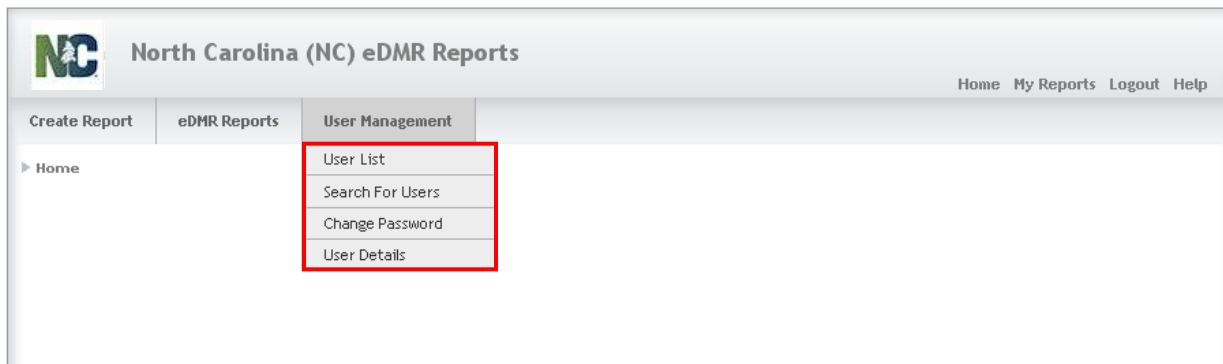 NC
North Carolina (NC) eDMR Reports
Home My Reports Logout Help
Create Report eDMR Reports User Management
Home
User List
Search For Users
Change Password
User Details